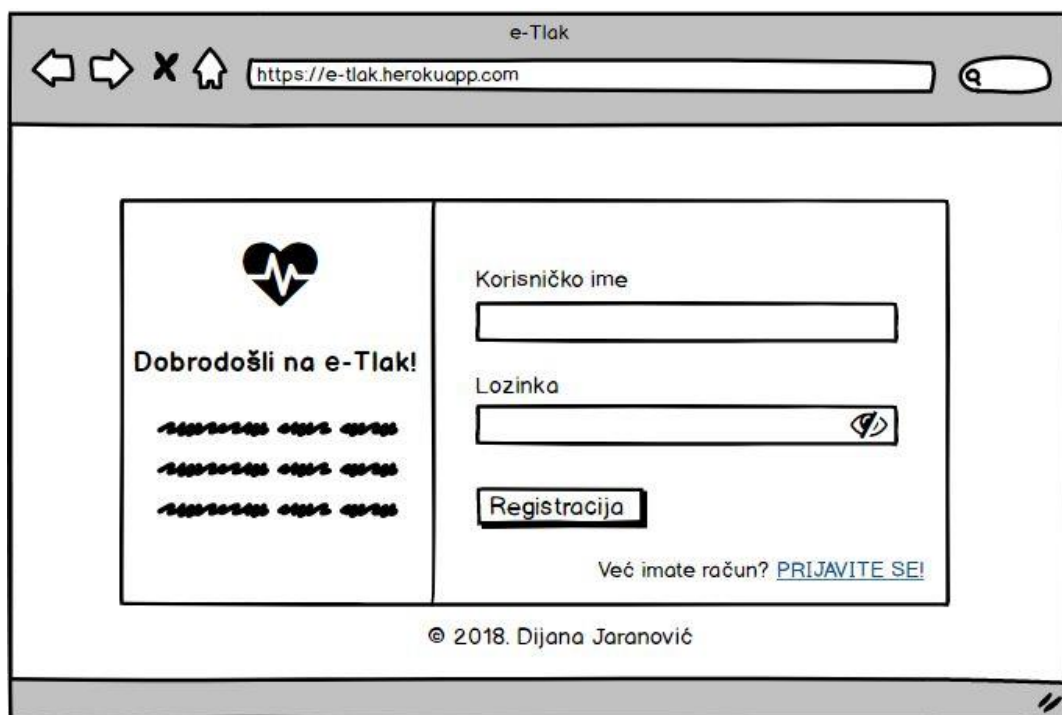 e-Tlak
https://e-tlak.herokuapp.com
Dobrodošli na e-Tlak!
Korisničko ime
Lozinka
Registracija
Već imate račun? PRIJAVITE SE!
© 2018. Dijana Jaranović